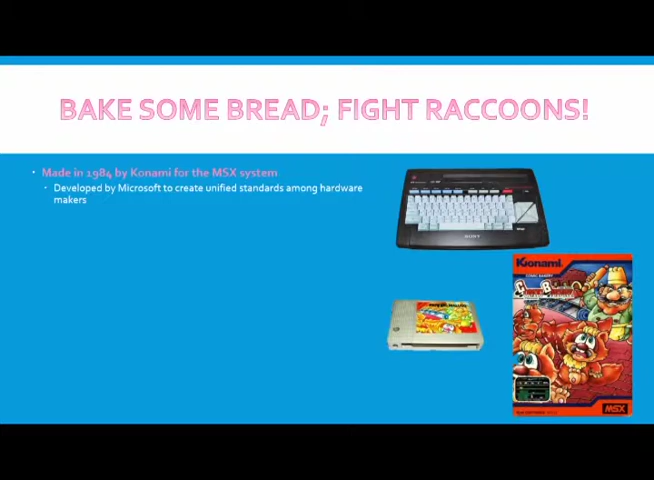 BAKE SOME BREAD; FIGHT RACCOONS!
Made in 1984 by Konami for the MSX system
Developed by Microsoft to create unified standards among hardware
makers
SONY
Konami
MSX